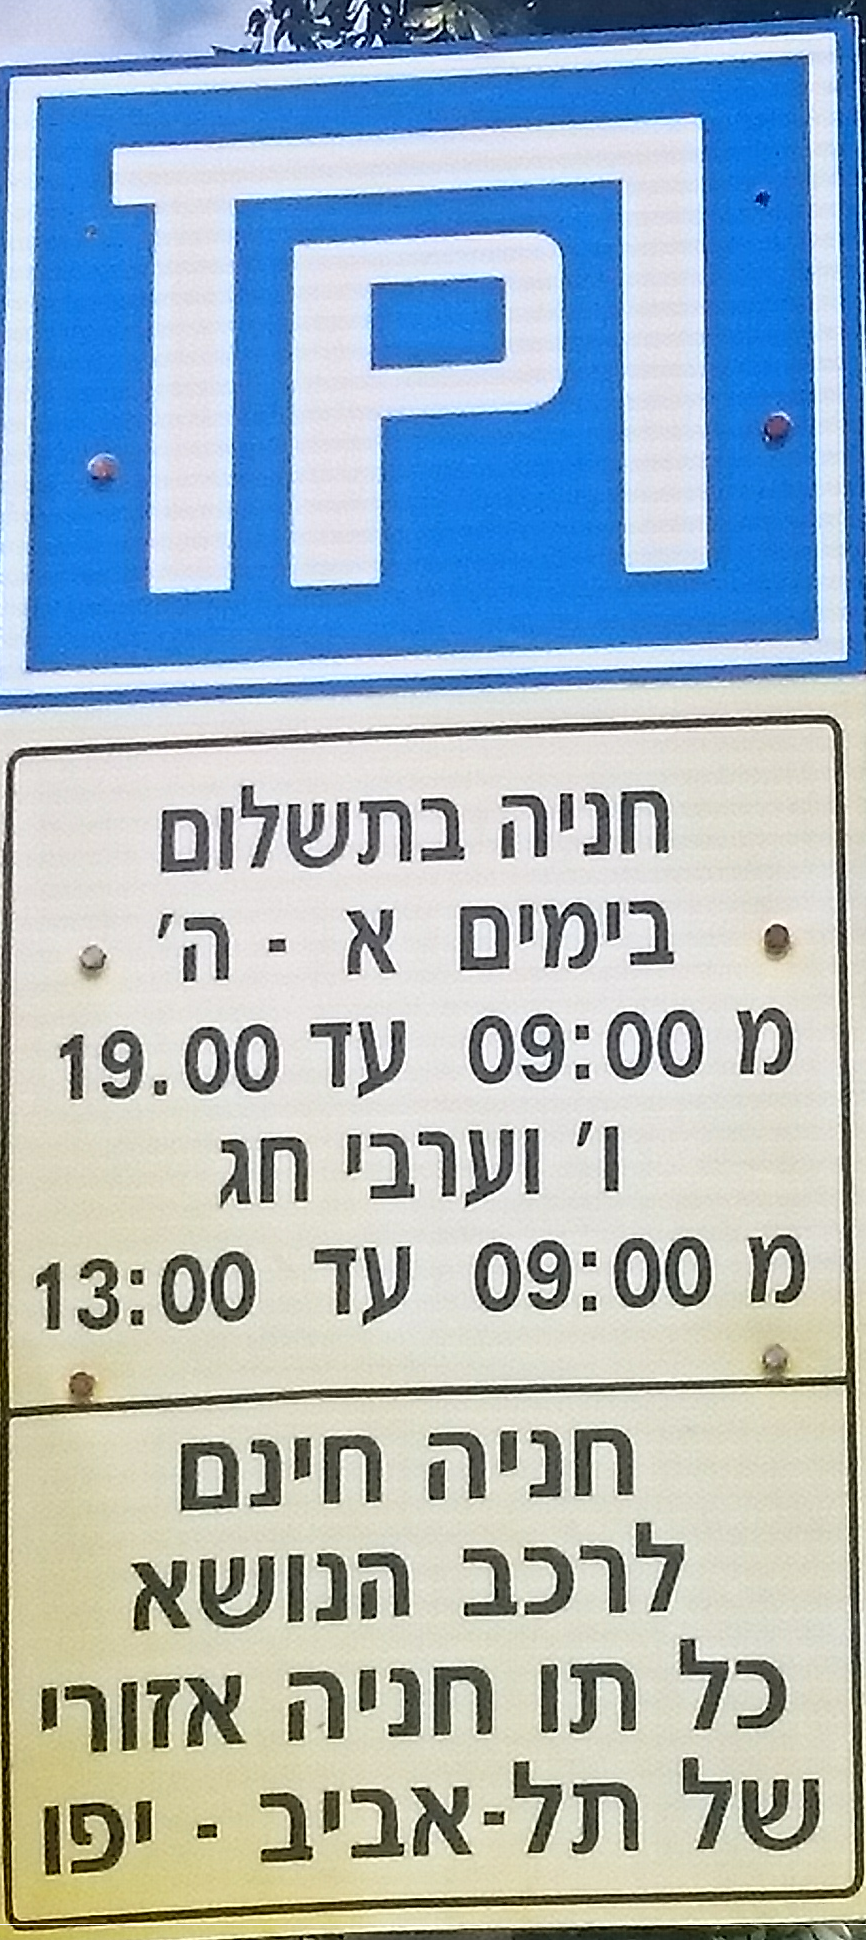 P
חניה בתשלום
בימים א - ה'
מ 09:00 עד 19.00
ו' וערבי חג
מ 09:00 עד 13:00
חניה חינם
לרכב הנושא
כל תו חניה אזורי
של תל-אביב - יפו